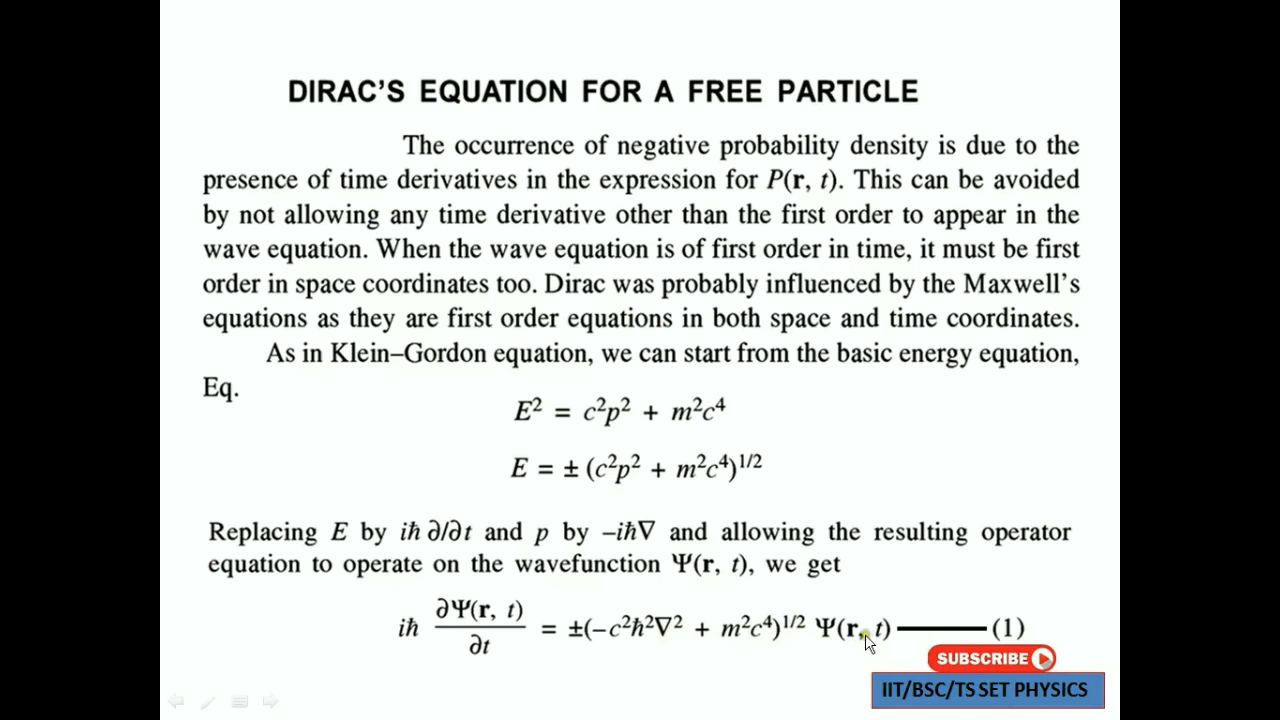 DIRAC'S EQUATION FOR A FREE PARTICLE
The occurrence of negative probability density is due to the
presence of time derivatives in the expression for P(r, t). This can be avoided
by not allowing any time derivative other than the first order to appear in the
wave equation. When the wave equation is of first order in time, it must be first
order in space coordinates too. Dirac was probably influenced by the Maxwell's
equations as they are first order equations in both space and time coordinates.
As in Klein–Gordon equation, we can start from the basic energy equation,
Eq.
E² = c²p² + m²c⁴
E = ± (c²p² + m²c⁴)^1/2
Replacing E by iħ ∂/∂t and p by –iħ∇ and allowing the resulting operator
equation to operate on the wavefunction Ψ(r, t), we get
iħ ∂Ψ(r, t)/∂t = ±(–c²ħ²∇² + m²c⁴)^1/2 Ψ(r, t) ——— (1)
SUBSCRIBE
IIT/BSC/TS SET PHYSICS